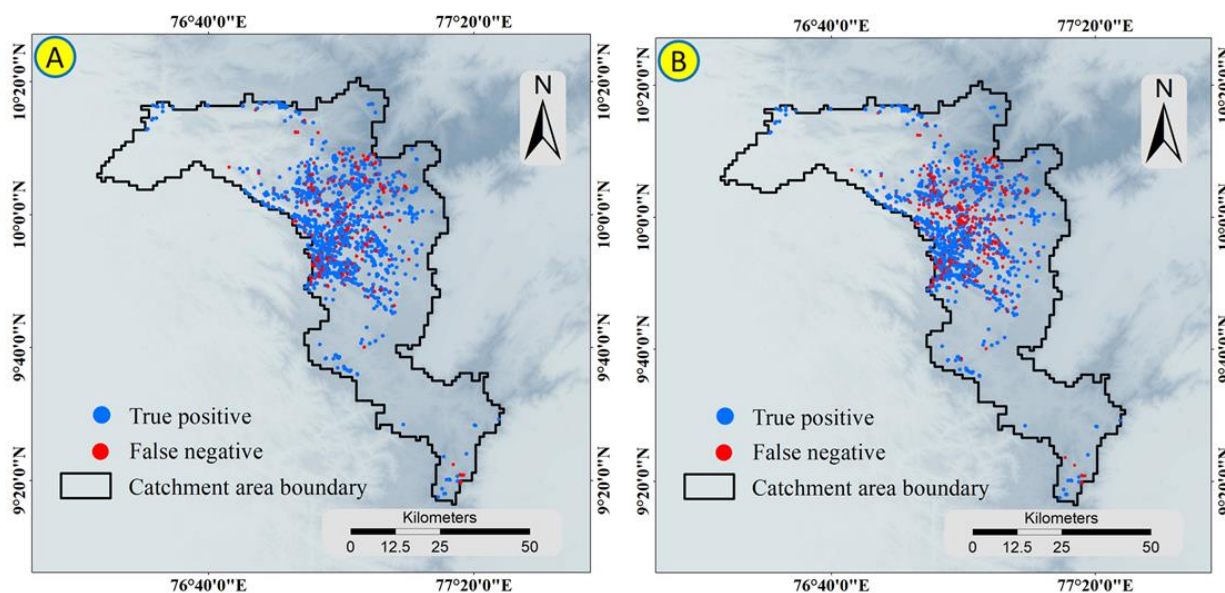 76°40'0"E
77°20'0"E
A
N
10°20'0"N
10°0'0"N
9°40'0"N
9°20'0"N
True positive
False negative
Catchment area boundary
Kilometers
0 12.5 25 50
76°40'0"E
77°20'0"E
76°40'0"E
77°20'0"E
B
N
10°20'0"N
10°0'0"N
9°40'0"N
9°20'0"N
True positive
False negative
Catchment area boundary
Kilometers
0 12.5 25 50
76°40'0"E
77°20'0"E